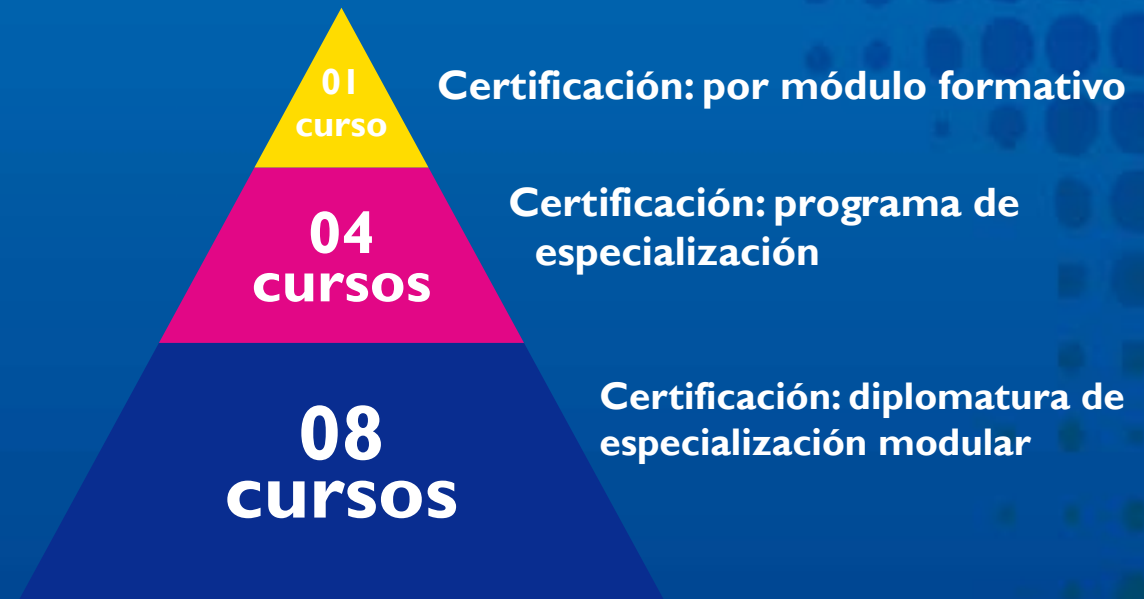 01
curso
Certificación: por módulo formativo
04
cursos
Certificación: programa de
especialización
08
cursos
Certificación: diplomatura de
especialización modular